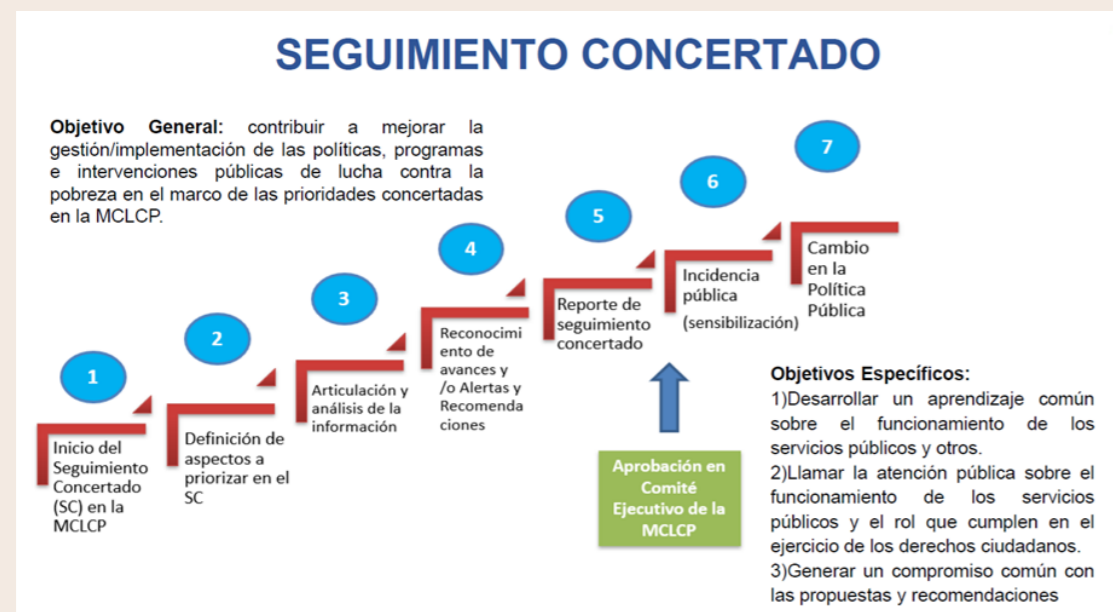 SEGUIMIENTO CONCERTADO
Objetivo General: contribuir a mejorar la
gestión/implementación de las políticas, programas
e intervenciones públicas de lucha contra la
pobreza en el marco de las prioridades concertadas
en la MCLCP.
1
Inicio del
Seguimiento
Concertado
(SC) en la
MCLCP
2
Definición de
aspectos a
priorizar en el
SC
3
Articulación y
análisis de la
información
4
Reconocimi
ento de
avances y
/o Alertas y
Recomenda
ciones
5
Reporte de
seguimiento
concertado
6
Incidencia
pública
(sensibilización)
7
Cambio
en la
Política
Pública
Aprobación en
Comité
Ejecutivo de la
MCLCP
Objetivos Específicos:
1)Desarrollar un aprendizaje común
sobre el funcionamiento de los
servicios públicos y otros.
2)Llamar la atención pública sobre el
funcionamiento de los servicios
públicos y el rol que cumplen en el
ejercicio de los derechos ciudadanos.
3)Generar un compromiso común con
las propuestas y recomendaciones